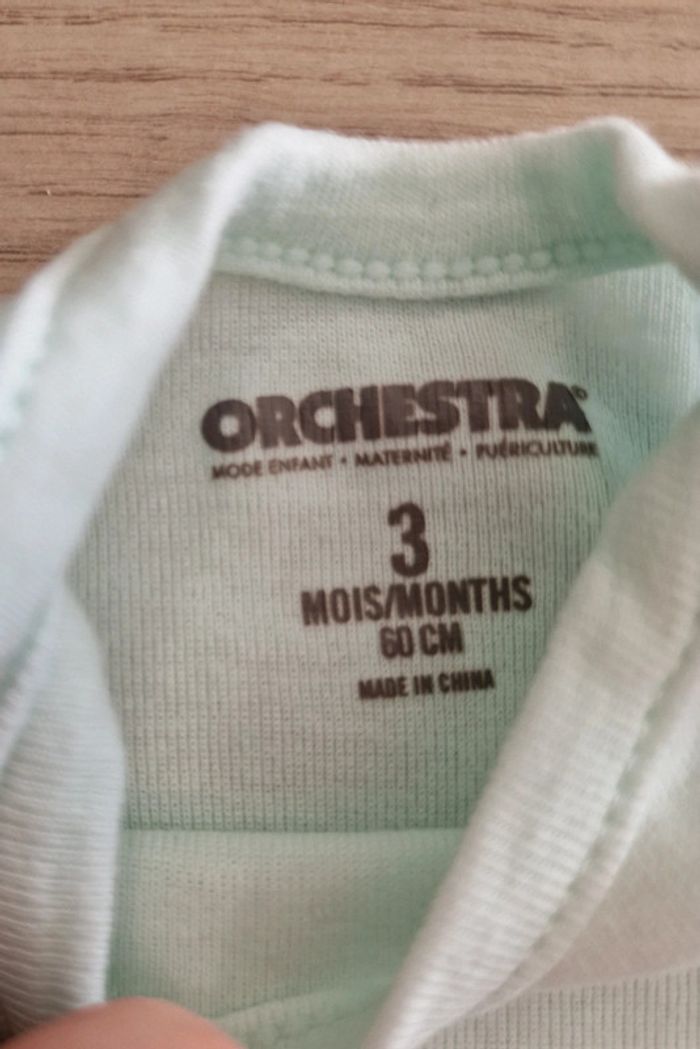 ORCHESTRA®
MODE ENFANT • MATERNITÉ • PUÉRICULTURE
3
MOIS/MONTHS
60 CM
MADE IN CHINA